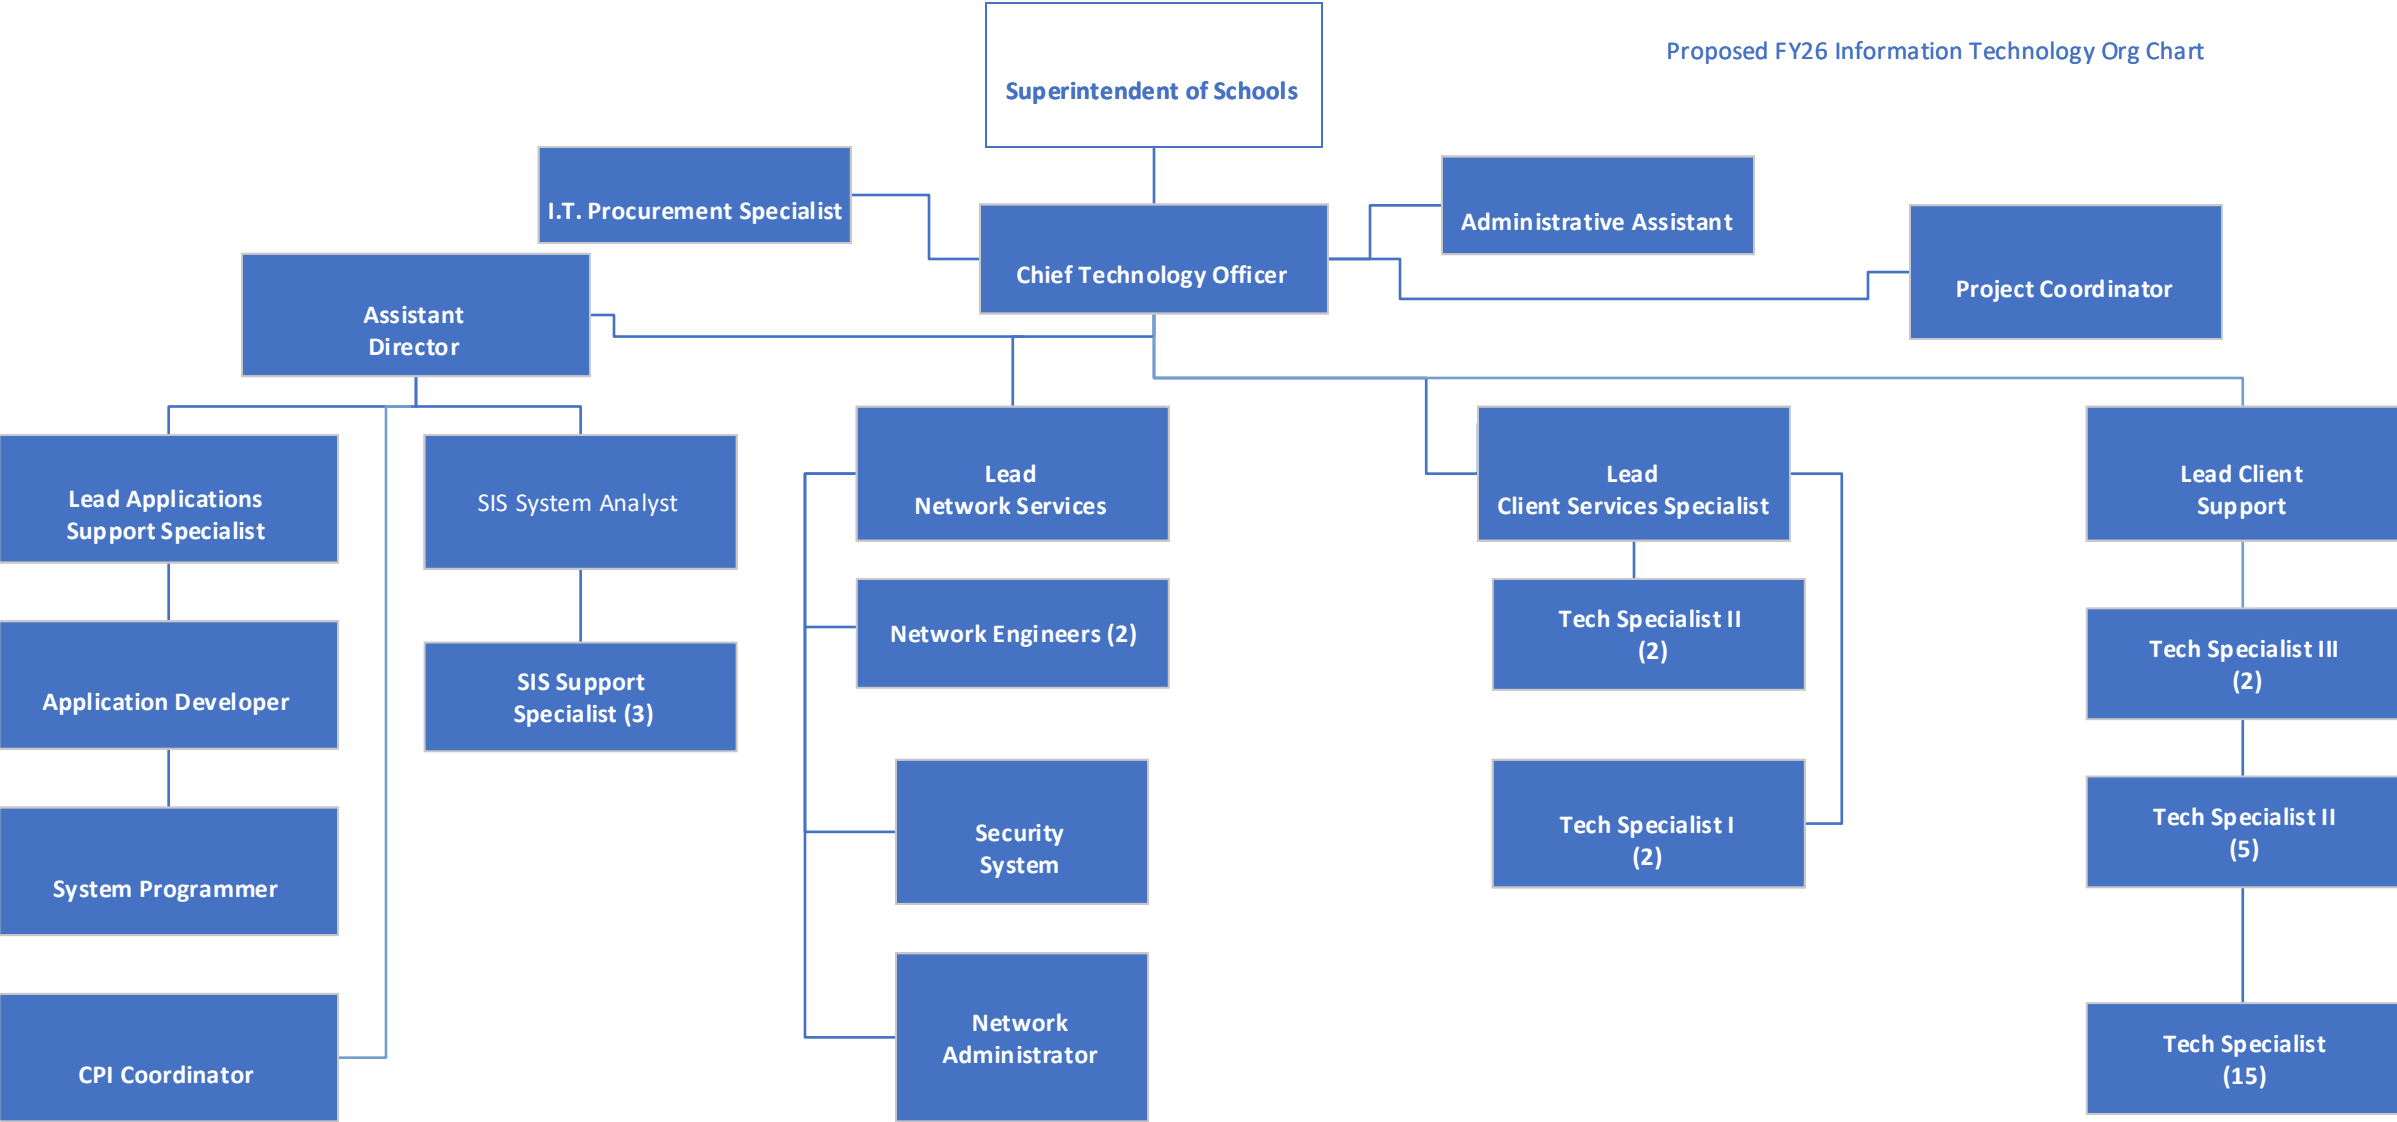 Proposed FY26 Information Technology Org Chart
Superintendent of Schools
I.T. Procurement Specialist
Administrative Assistant
Chief Technology Officer
Project Coordinator
Assistant
Director
Lead Applications
Support Specialist
SIS System Analyst
Lead
Network Services
Lead
Client Services Specialist
Lead Client
Support
Application Developer
SIS Support
Specialist (3)
Network Engineers (2)
Tech Specialist II
(2)
Tech Specialist III
(2)
System Programmer
Security
System
Tech Specialist I
(2)
Tech Specialist II
(5)
CPI Coordinator
Network
Administrator
Tech Specialist
(15)